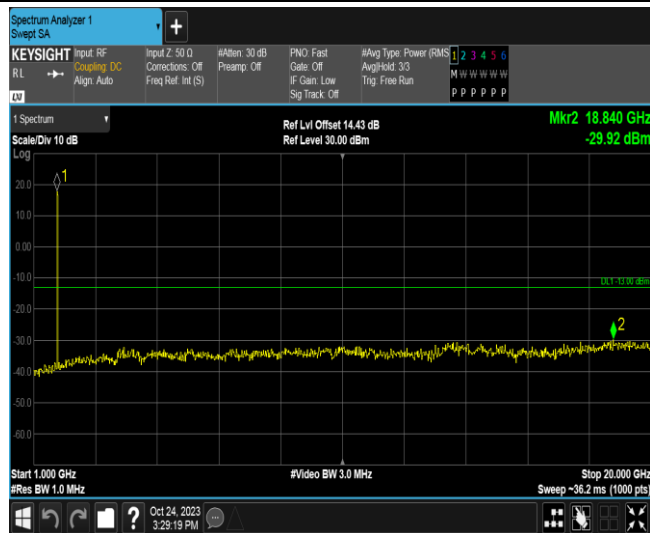 Spectrum Analyzer 1
Swept SA
+
KEYSIGHT Input: RF Input Z: 50 Ω #Atten: 30 dB PNO: Fast #Avg Type: Power (RMS 1 2 3 4 5 6
RL Coupling: DC Corrections: Off Preamp: Off Gate: Off Avg|Hold: 3/3 M W W W W W
Align: Auto Freq Ref: Int (S) IF Gain: Low Trig: Free Run
LXI Sig Track: Off P P P P P P
1 Spectrum Ref Lvl Offset 14.43 dB Mkr2 18.840 GHz
Scale/Div 10 dB Ref Level 30.00 dBm -29.92 dBm
Log
1
20.0
10.0
0.00
-10.0
DL1 -13.00 dBm
-20.0
2
-30.0
-40.0
-50.0
-60.0
Start 1.000 GHz #Video BW 3.0 MHz Stop 20.000 GHz
#Res BW 1.0 MHz Sweep ~36.2 ms (1000 pts)
? Oct 24, 2023
3:29:19 PM